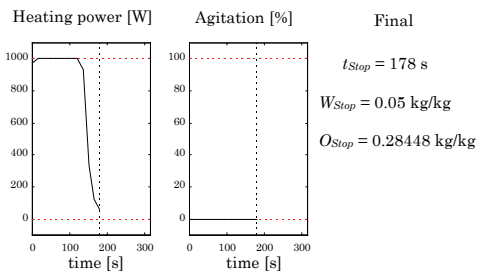 Heating power [W]
Agitation [%]
Final
1000
800
600
400
200
0
0
100
200
300
time [s]
100
80
60
40
20
0
0
100
200
300
time [s]
tStop = 178 s
WStop = 0.05 kg/kg
OStop = 0.28448 kg/kg